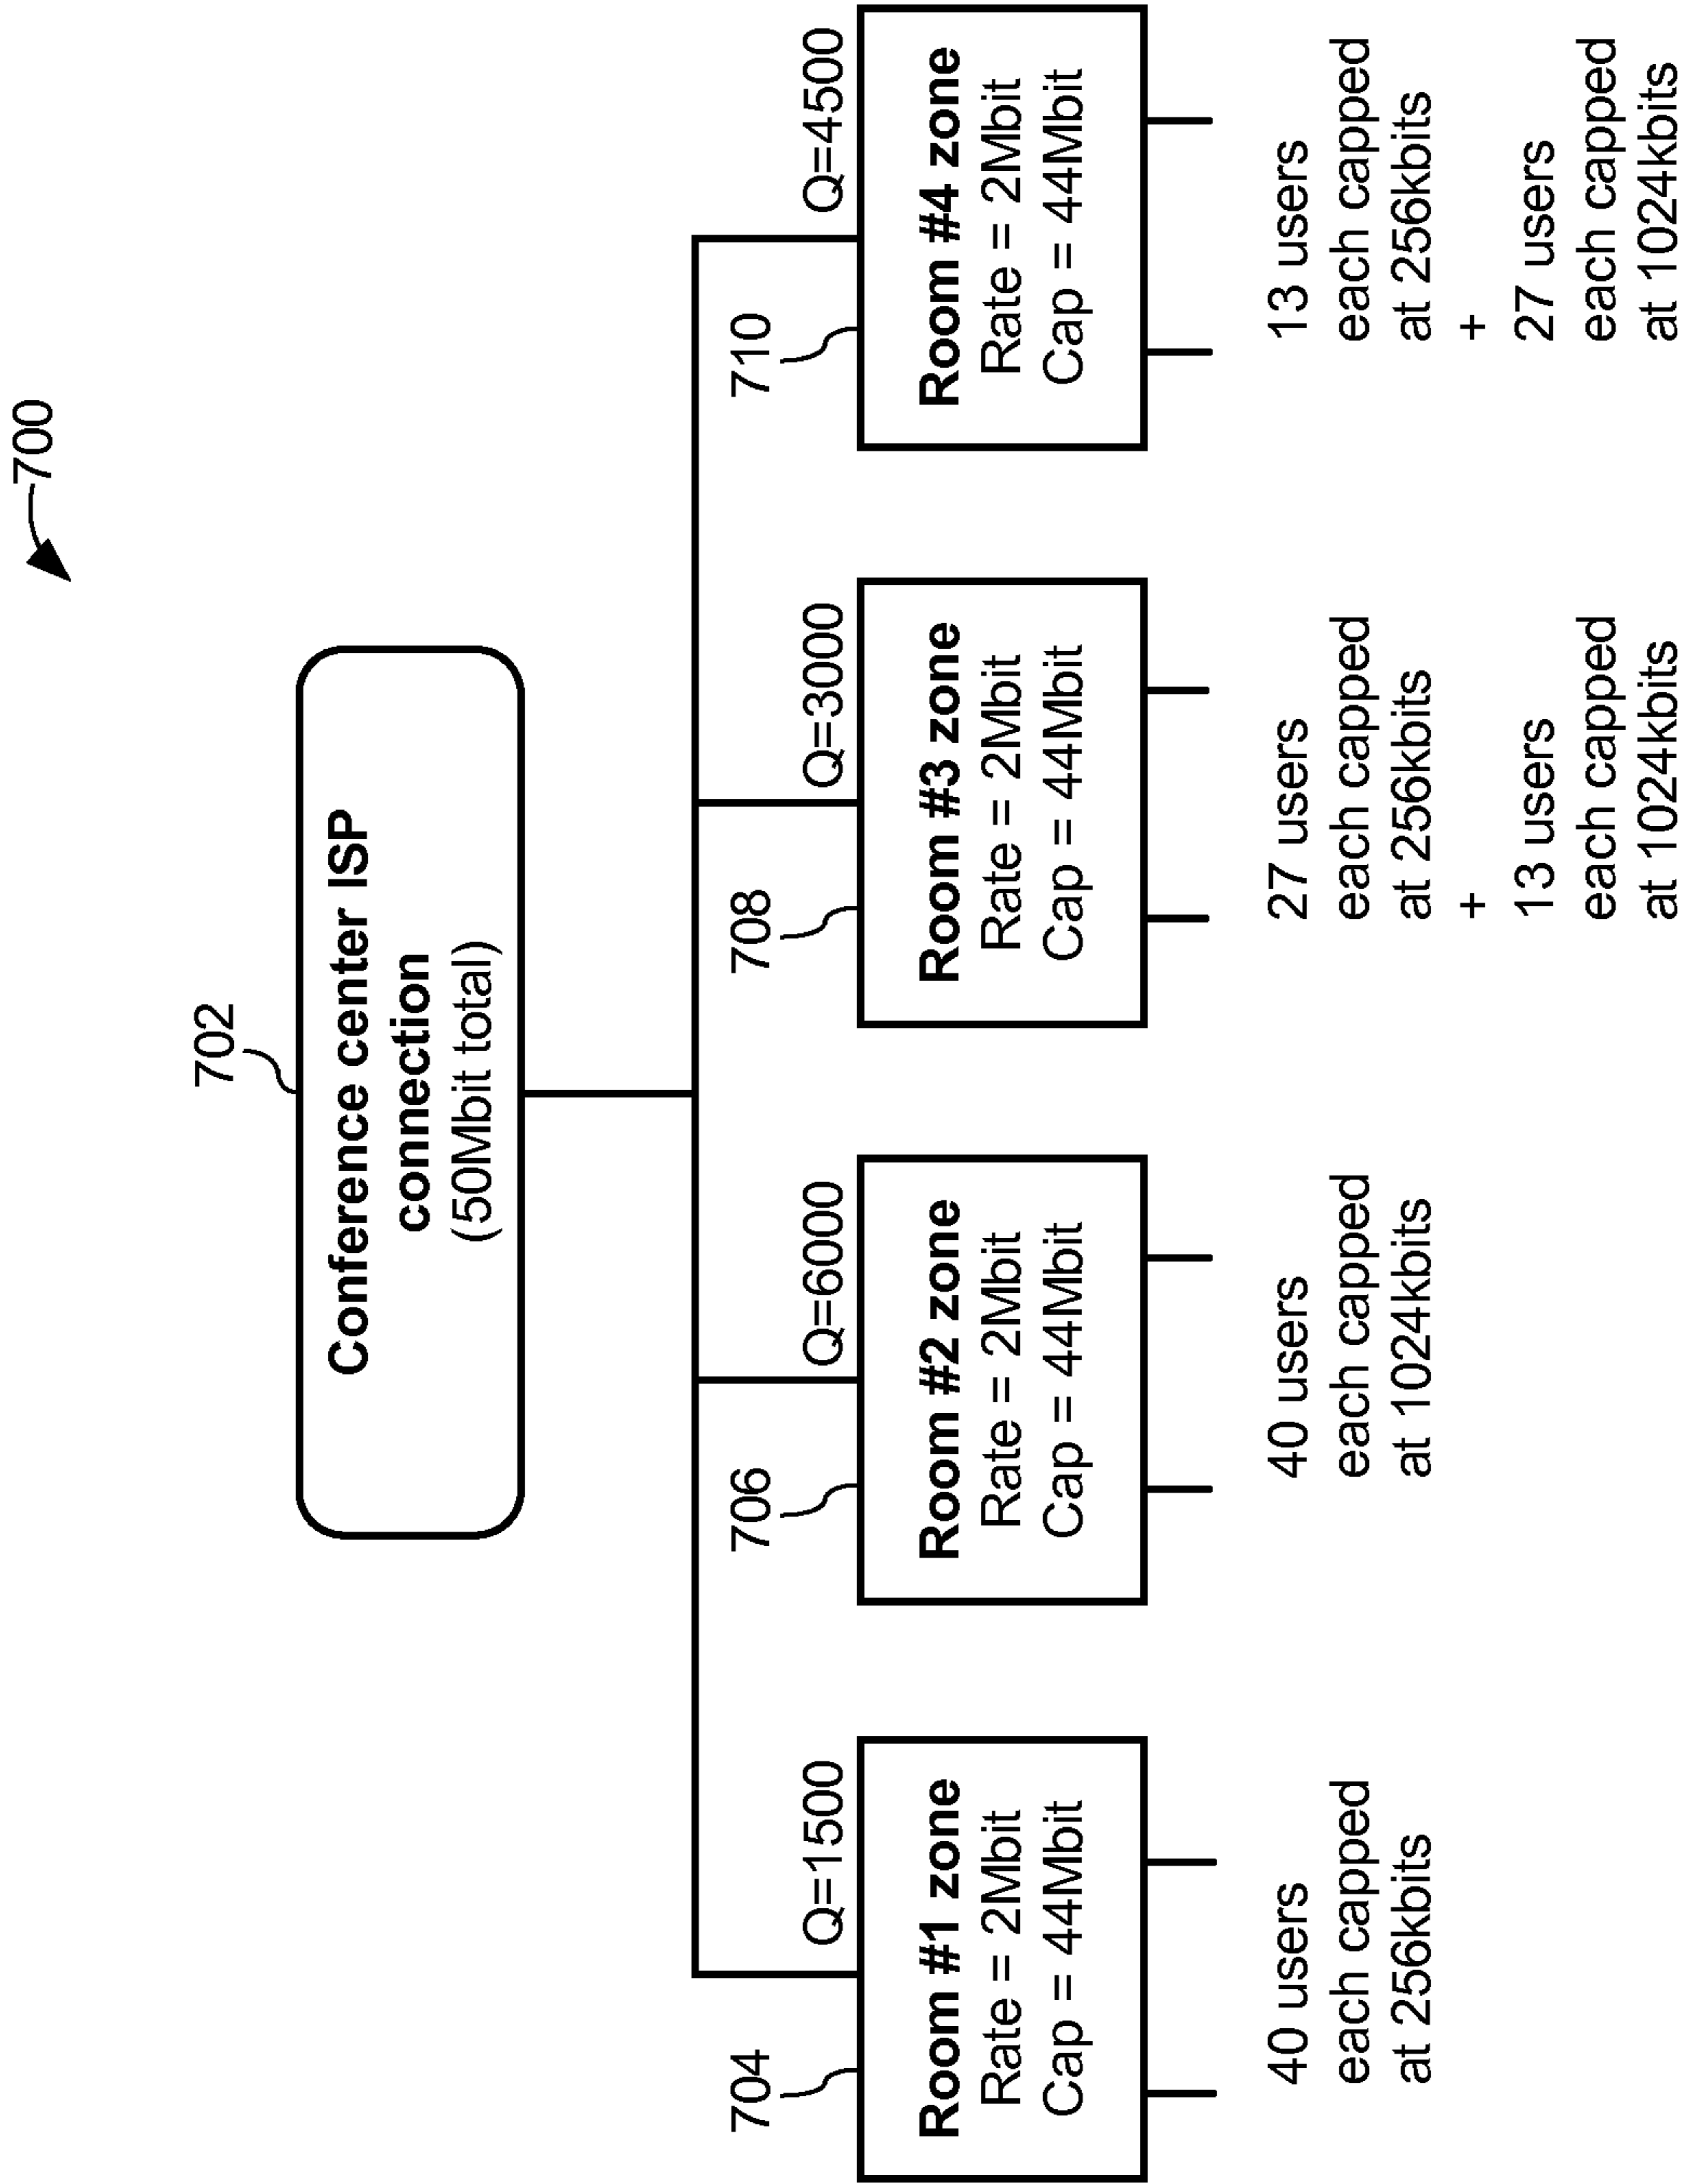 700
702
Conference center ISP
connection
(50Mbit total)
704
Q=1500
Room #1 zone
Rate = 2Mbit
Cap = 44Mbit
40 users
each capped
at 256kbits
706
Q=6000
Room #2 zone
Rate = 2Mbit
Cap = 44Mbit
40 users
each capped
at 1024kbits
708
Q=3000
Room #3 zone
Rate = 2Mbit
Cap = 44Mbit
27 users
each capped
at 256kbits
+
13 users
each capped
at 1024kbits
710
Q=4500
Room #4 zone
Rate = 2Mbit
Cap = 44Mbit
13 users
each capped
at 256kbits
+
27 users
each capped
at 1024kbits